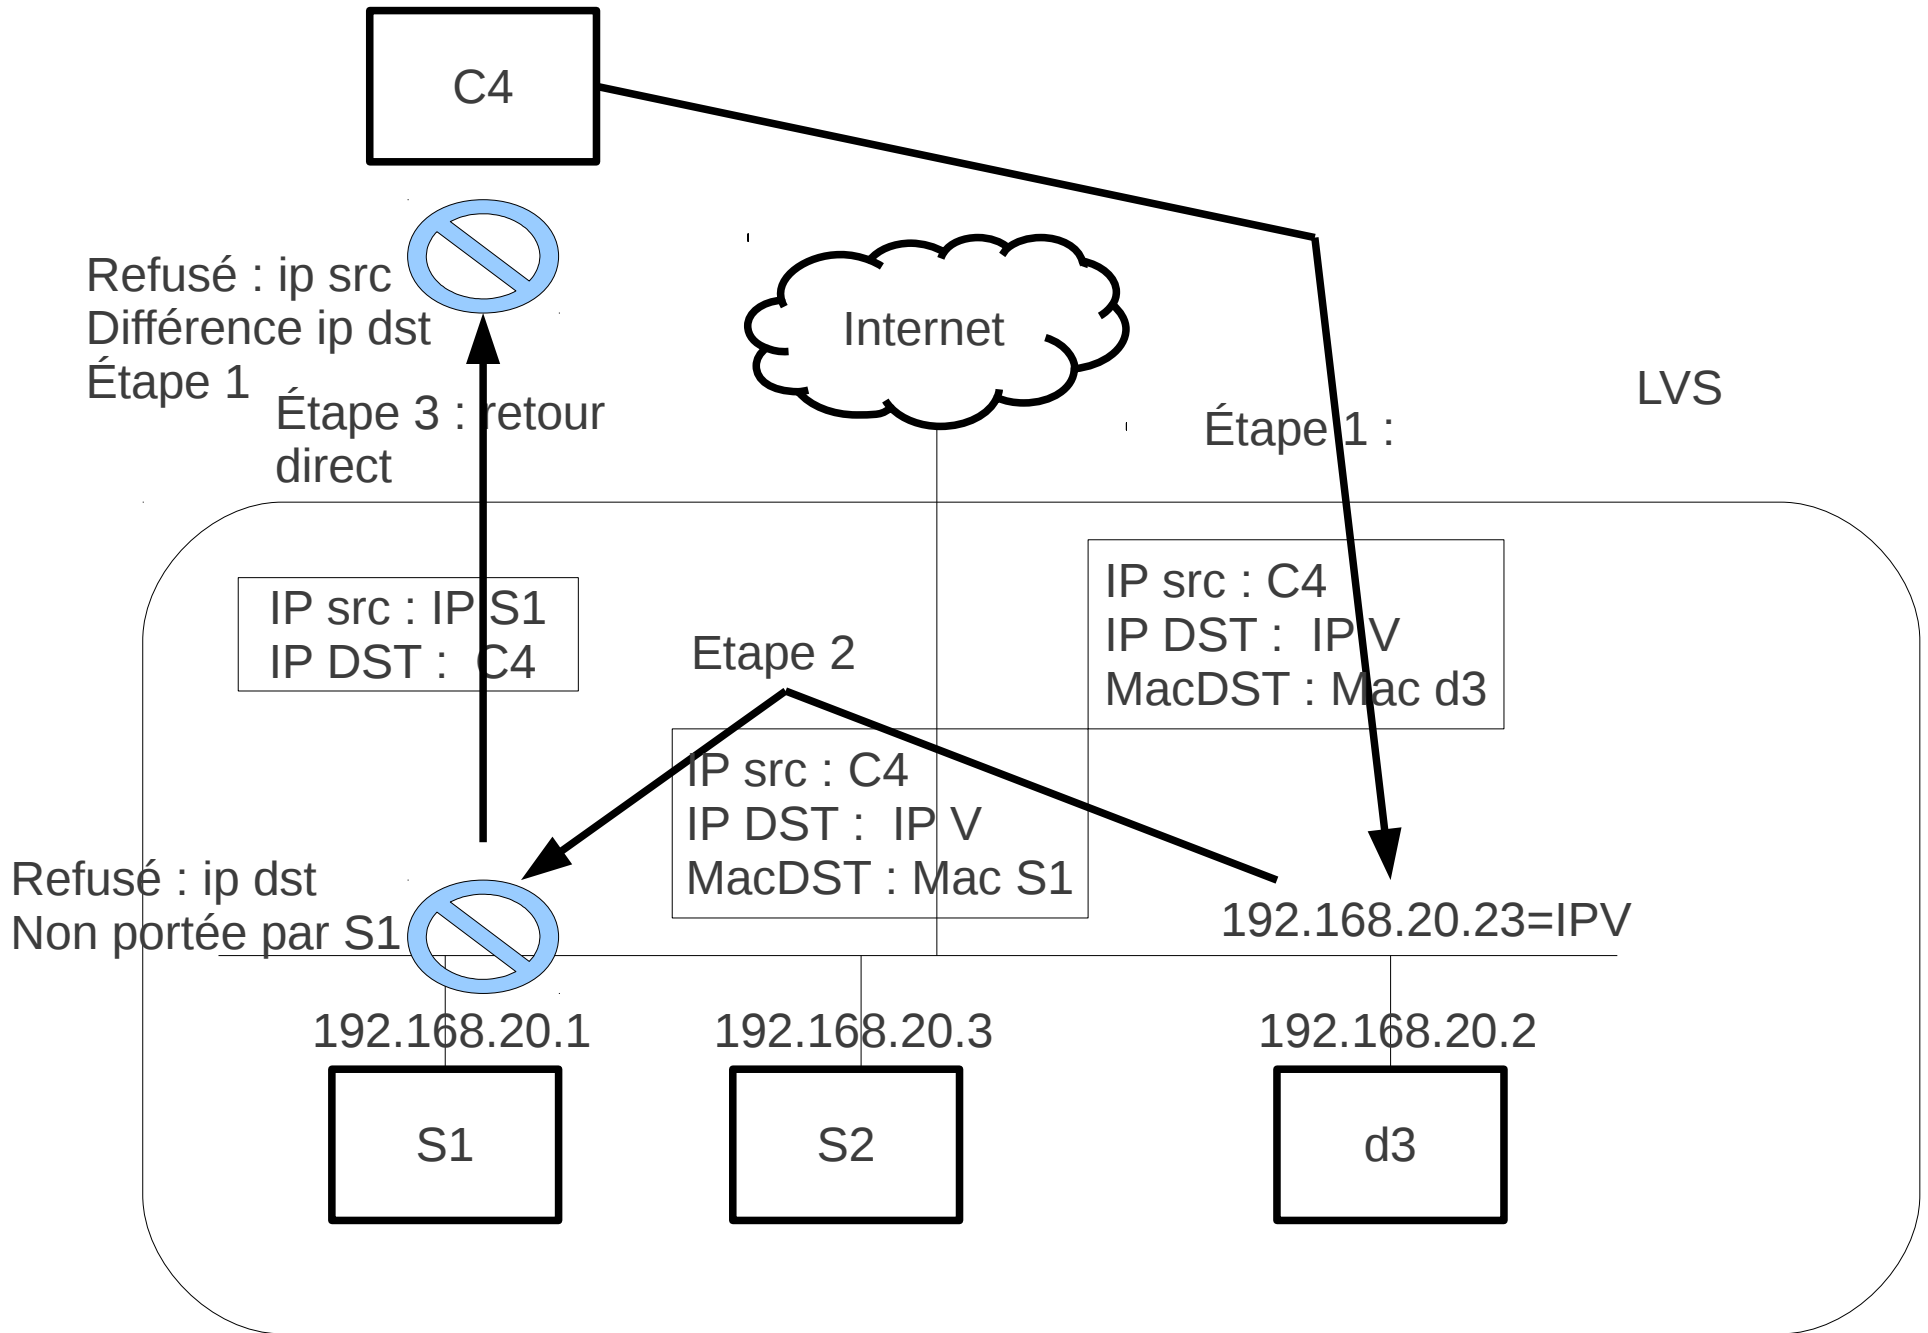 C4
Refusé : ip src
Différence ip dst
Étape 1
Internet
LVS
Étape 3 : retour
direct
Étape 1 :
IP src : IP S1
IP DST :  C4
IP src : C4
IP DST :  IP V
MacDST : Mac d3
Etape 2
IP src : C4
IP DST :  IP V
MacDST : Mac S1
Refusé : ip dst
Non portée par S1
192.168.20.23=IPV
192.168.20.1
192.168.20.3
192.168.20.2
S1
S2
d3